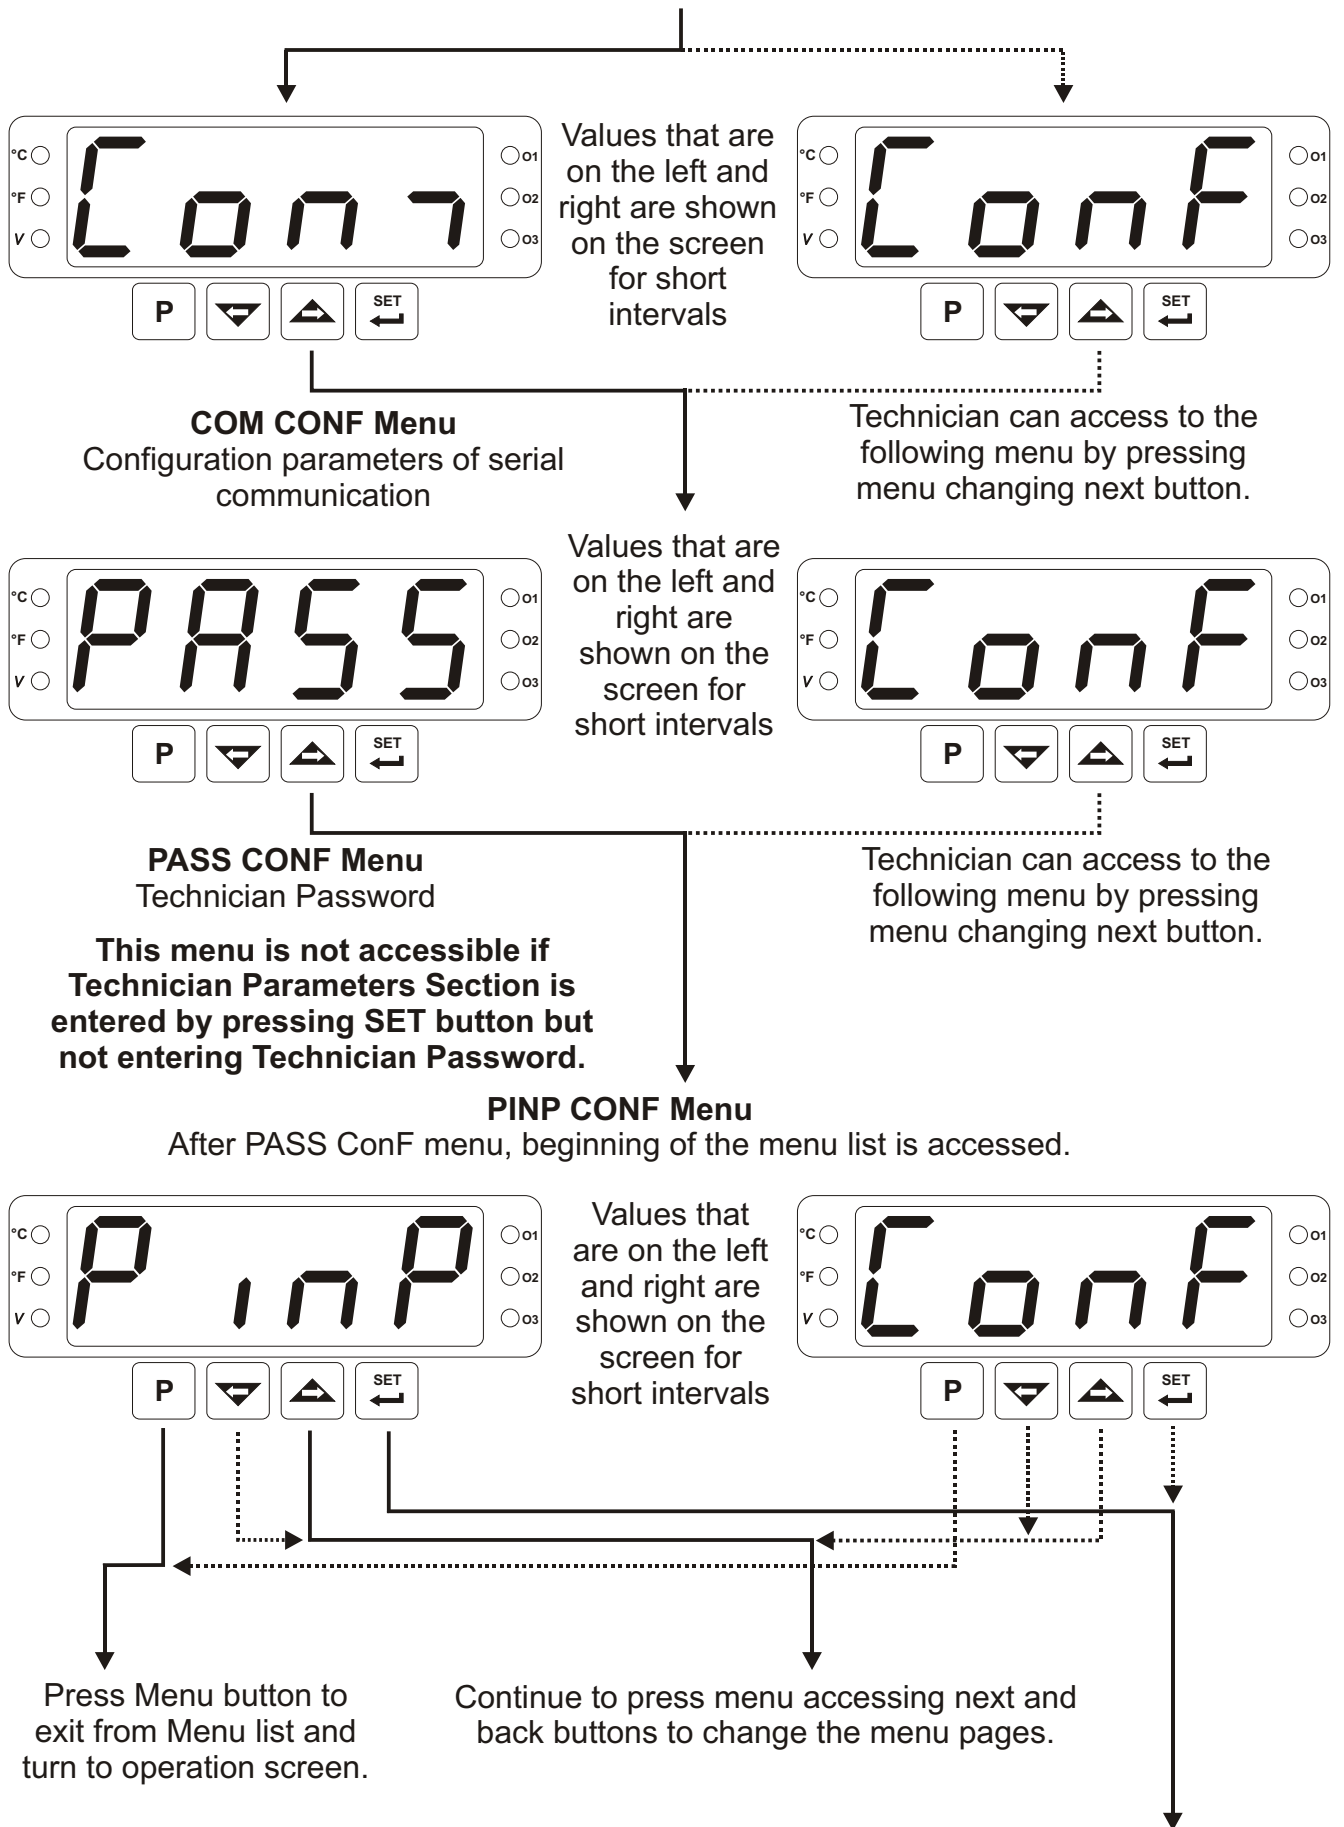 °C
Con¬
O1
°F
O2
V
O3
P
SET
Values that are
on the left and
right are shown
on the screen
for short
intervals
°C
ConF
O1
°F
O2
V
O3
P
SET
COM CONF Menu
Configuration parameters of serial
communication
Technician can access to the
following menu by pressing
menu changing next button.
°C
PASS
O1
°F
O2
V
O3
P
SET
Values that are
on the left and
right are
shown on the
screen for
short intervals
°C
ConF
O1
°F
O2
V
O3
P
SET
PASS CONF Menu
Technician Password
This menu is not accessible if
Technician Parameters Section is
entered by pressing SET button but
not entering Technician Password.
Technician can access to the
following menu by pressing
menu changing next button.
PINP CONF Menu
After PASS ConF menu, beginning of the menu list is accessed.
°C
PinP
O1
°F
O2
V
O3
P
SET
Values that
are on the left
and right are
shown on the
screen for
short intervals
°C
ConF
O1
°F
O2
V
O3
P
SET
Press Menu button to
exit from Menu list and
turn to operation screen.
Continue to press menu accessing next and
back buttons to change the menu pages.